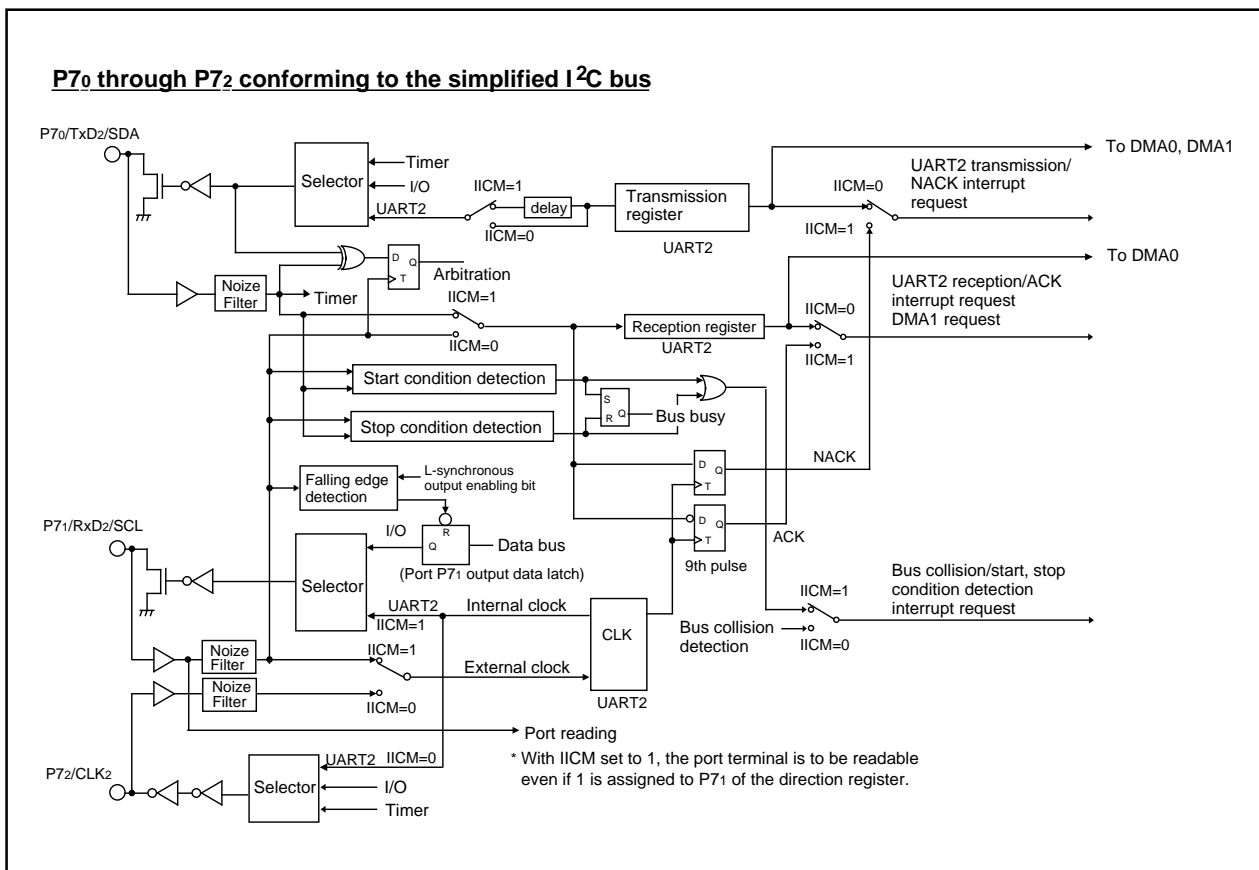 P70 through P72 conforming to the simplified I2C bus
P70/TxD2/SDA
Selector
Timer
I/O
UART2
IICM=1
delay
IICM=0
Transmission
register
UART2
To DMA0, DMA1
IICM=0
UART2 transmission/
NACK interrupt
request
IICM=1
D
Q
T
Arbitration
Noize
Filter
Timer
IICM=1
IICM=0
Reception register
UART2
To DMA0
UART2 reception/ACK
interrupt request
DMA1 request
IICM=0
IICM=1
Start condition detection
S
Q
R
Bus busy
Stop condition detection
D
Q
T
NACK
Falling edge
detection
L-synchronous
output enabling bit
P71/RxD2/SCL
I/O
R
Q
Data bus
(Port P71 output data latch)
D
Q
T
ACK
9th pulse
Selector
UART2
IICM=1
Internal clock
CLK
UART2
Bus collision/start, stop
condition detection
interrupt request
IICM=1
Bus collision
detection
IICM=0
Noize
Filter
IICM=1
External clock
Noize
Filter
IICM=0
Port reading
* With IICM set to 1, the port terminal is to be readable
even if 1 is assigned to P71 of the direction register.
P72/CLK2
Selector
UART2
IICM=0
I/O
Timer